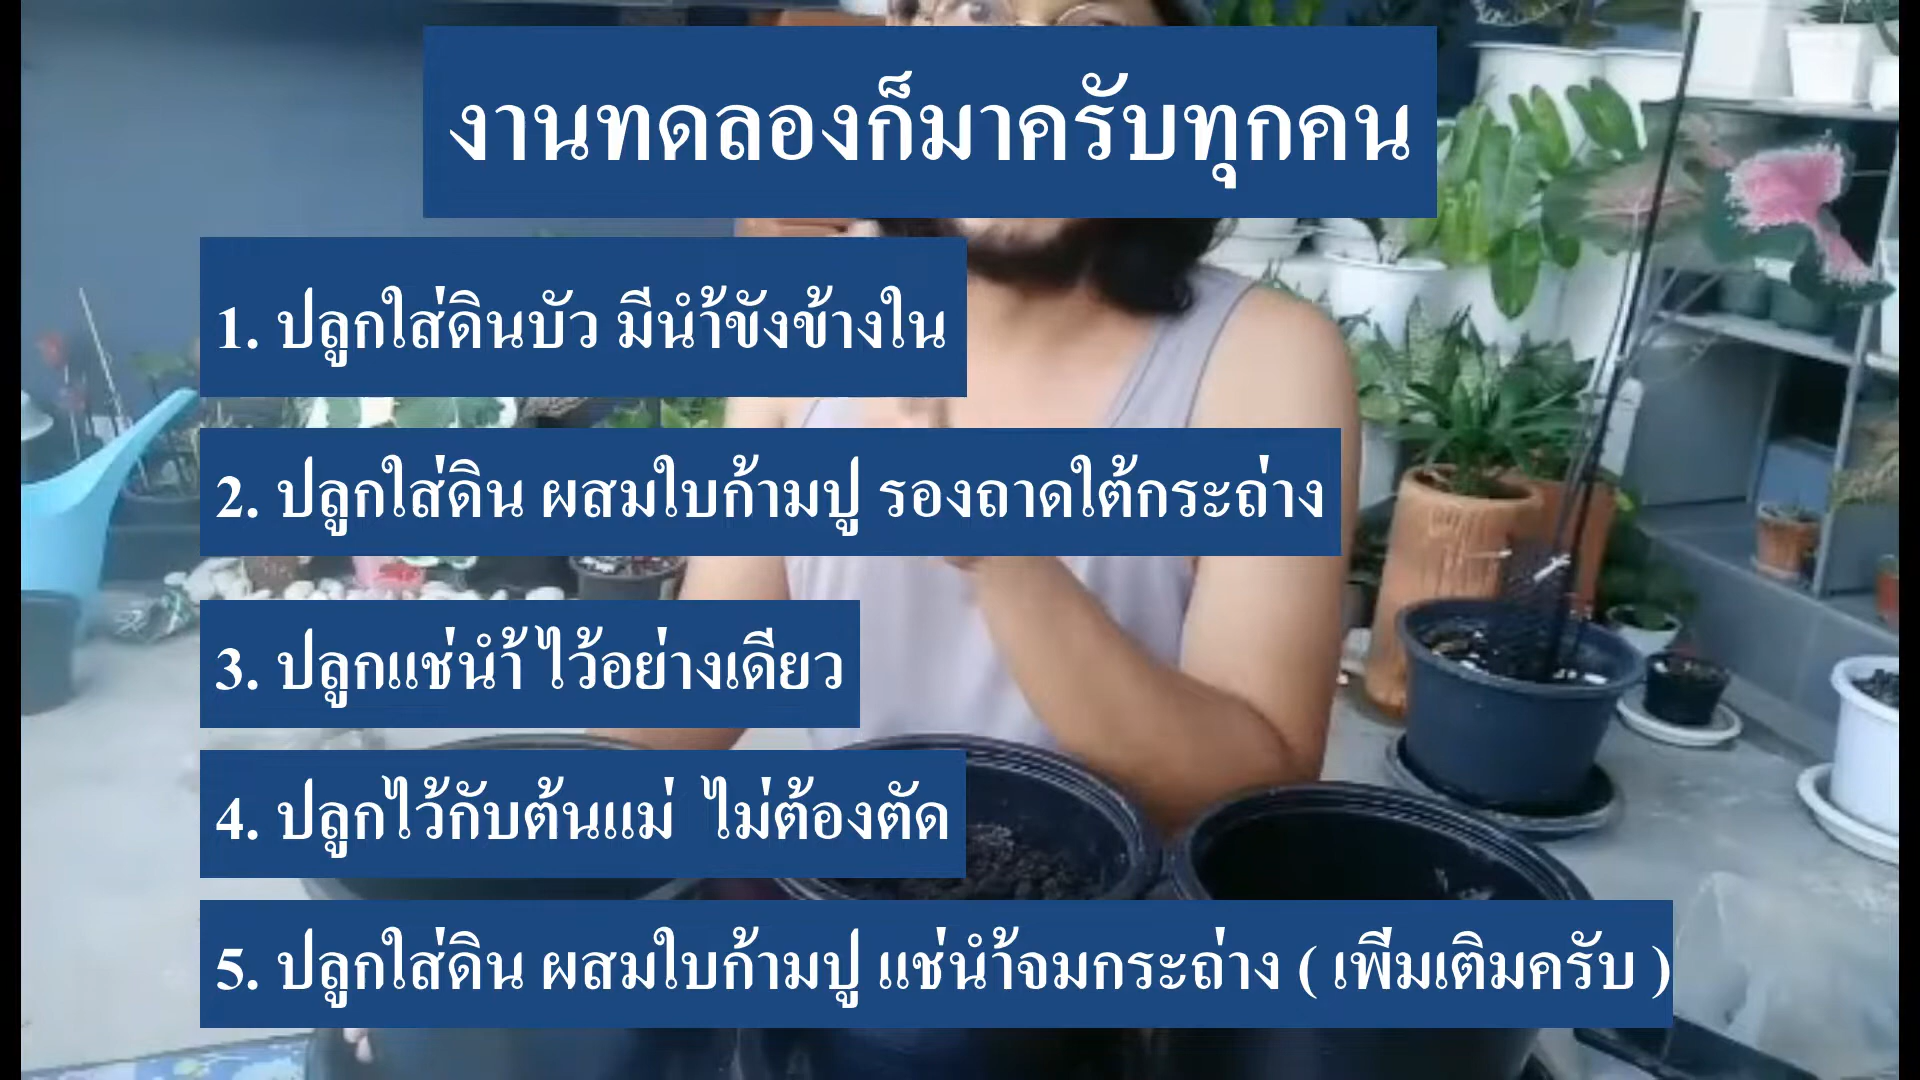 งานทดลองก็มาครับทุกคน
1. ปลูกใส่ดินบัว มีน้ำขังข้างใน
2. ปลูกใส่ดิน ผสมใบก้ามปู รองถาดใต้กระถ่าง
3. ปลูกแช่น้ำ ไว้อย่างเดียว
4. ปลูกไว้กับต้นแม่ ไม่ต้องตัด
5. ปลูกใส่ดิน ผสมใบก้ามปู แช่น้ำจมกระถ่าง ( เพิ่มเติมครับ )